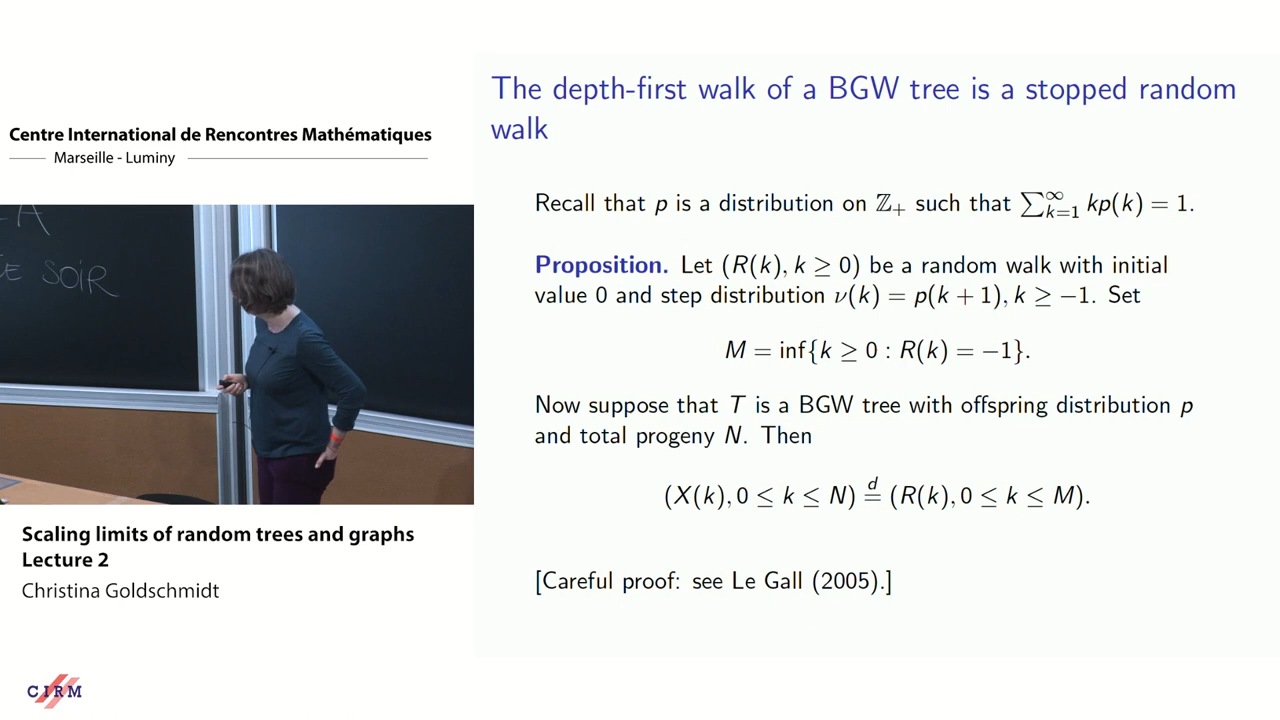 Centre International de Rencontres Mathématiques
Marseille - Luminy
SOIR
Scaling limits of random trees and graphs
Lecture 2
Christina Goldschmidt
CIRM
The depth-first walk of a BGW tree is a stopped random
walk
Recall that p is a distribution on ℤ₊ such that ∑_{k=1}^∞ kp(k) = 1.
Proposition. Let (R(k), k ≥ 0) be a random walk with initial
value 0 and step distribution ν(k) = p(k + 1), k ≥ −1. Set
M = inf{k ≥ 0 : R(k) = −1}.
Now suppose that T is a BGW tree with offspring distribution p
and total progeny N. Then
(X(k), 0 ≤ k ≤ N) =ᵈ (R(k), 0 ≤ k ≤ M).
[Careful proof: see Le Gall (2005).]